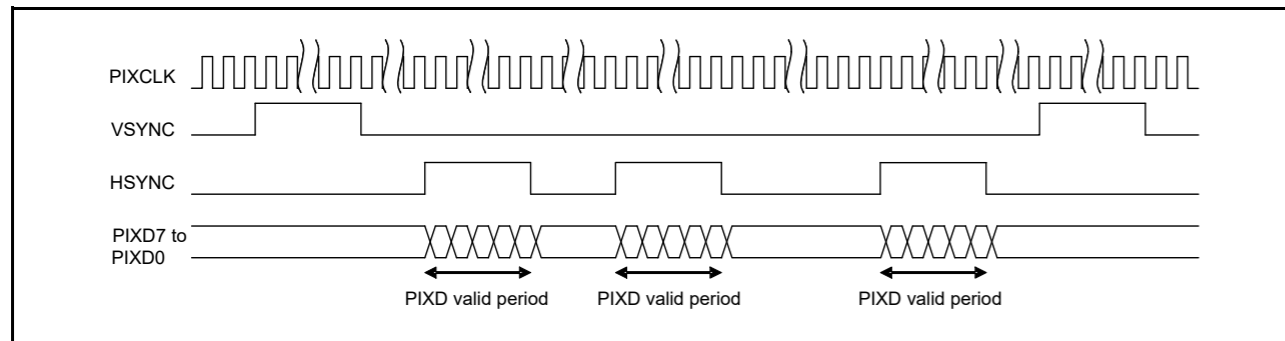 PIXCLK
VSYNC
HSYNC
PIXD7 to
PIXD0
PIXD valid period
PIXD valid period
PIXD valid period